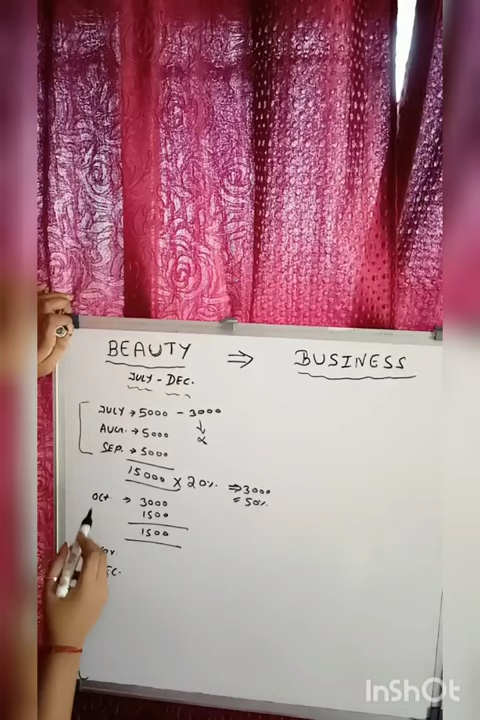 BEAUTY ⇒ BUSINESS
JULY - DEC.
JULY → 5000 - 3000
↓
AUG. → 5000
SEP. → 5000
15000 x 20% ⇒ 3000
= 50%
OCT → 3000
1500
1500
InShOt